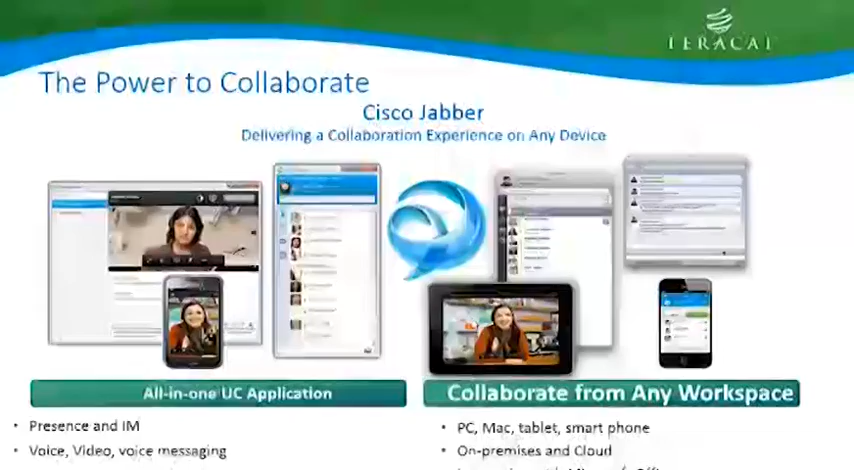 TERACAI
The Power to Collaborate
Cisco Jabber
Delivering a Collaboration Experience on Any Device
All-in-one UC Application
Collaborate from Any Workspace
• Presence and IM
• Voice, Video, voice messaging
• PC, Mac, tablet, smart phone
• On-premises and Cloud